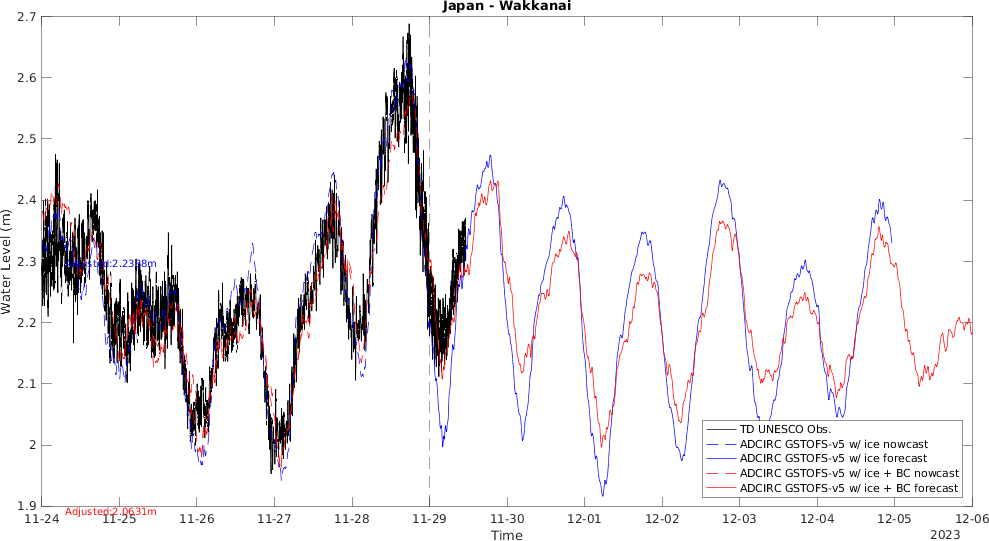 Japan - Wakkanai
2.7
2.6
2.5
2.4
2.3
2.2
2.1
2
1.9
Water Level (m)
Adjusted:2.0631m
11-24
11-25
11-26
11-27
11-28
11-29
11-30
12-01
12-02
12-03
12-04
12-05
12-06
Time
2023
TD UNESCO Obs.
ADCIRC GSTOFS-v5 w/ ice nowcast
ADCIRC GSTOFS-v5 w/ ice forecast
ADCIRC GSTOFS-v5 w/ ice + BC nowcast
ADCIRC GSTOFS-v5 w/ ice + BC forecast